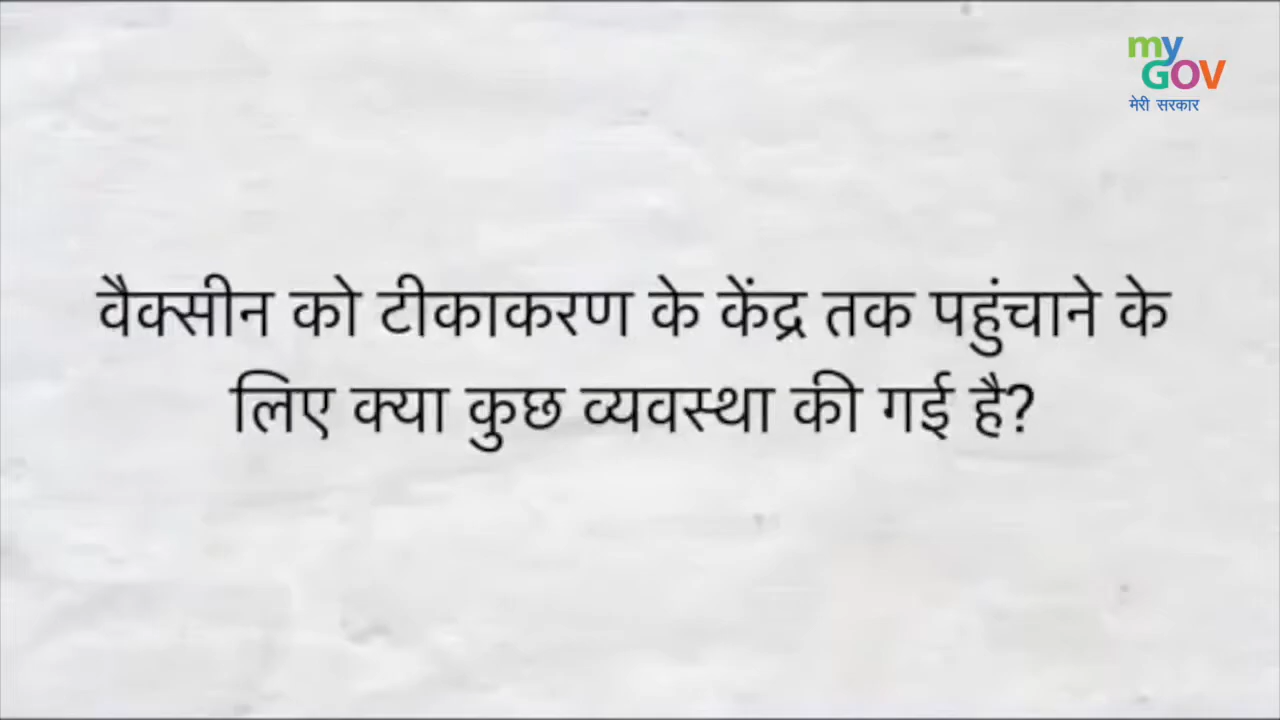 my
GOV
मेरी सरकार
वैक्सीन को टीकाकरण के केंद्र तक पहुंचाने के
लिए क्या कुछ व्यवस्था की गई है?